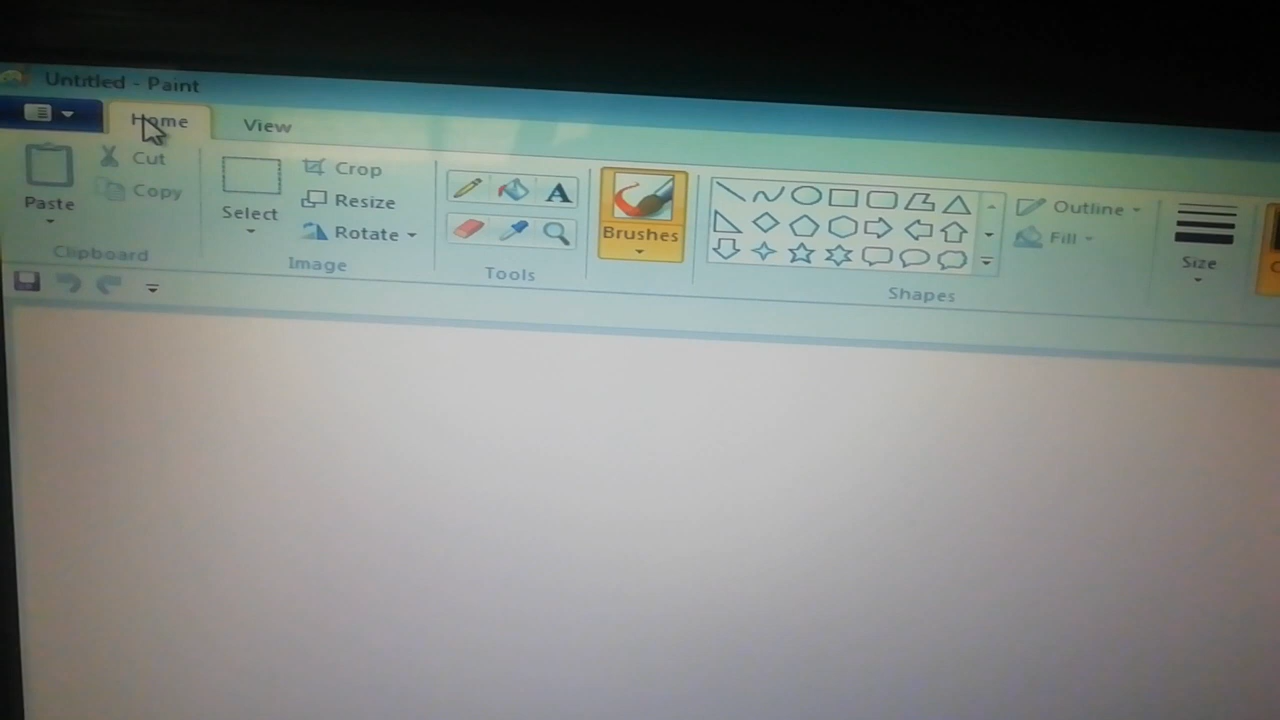 Untitled - Paint
Home View
Paste
Cut
Copy
Clipboard
Select
Crop
Resize
Rotate
Image
A
Tools
Brushes
Shapes
Outline
Fill
Size